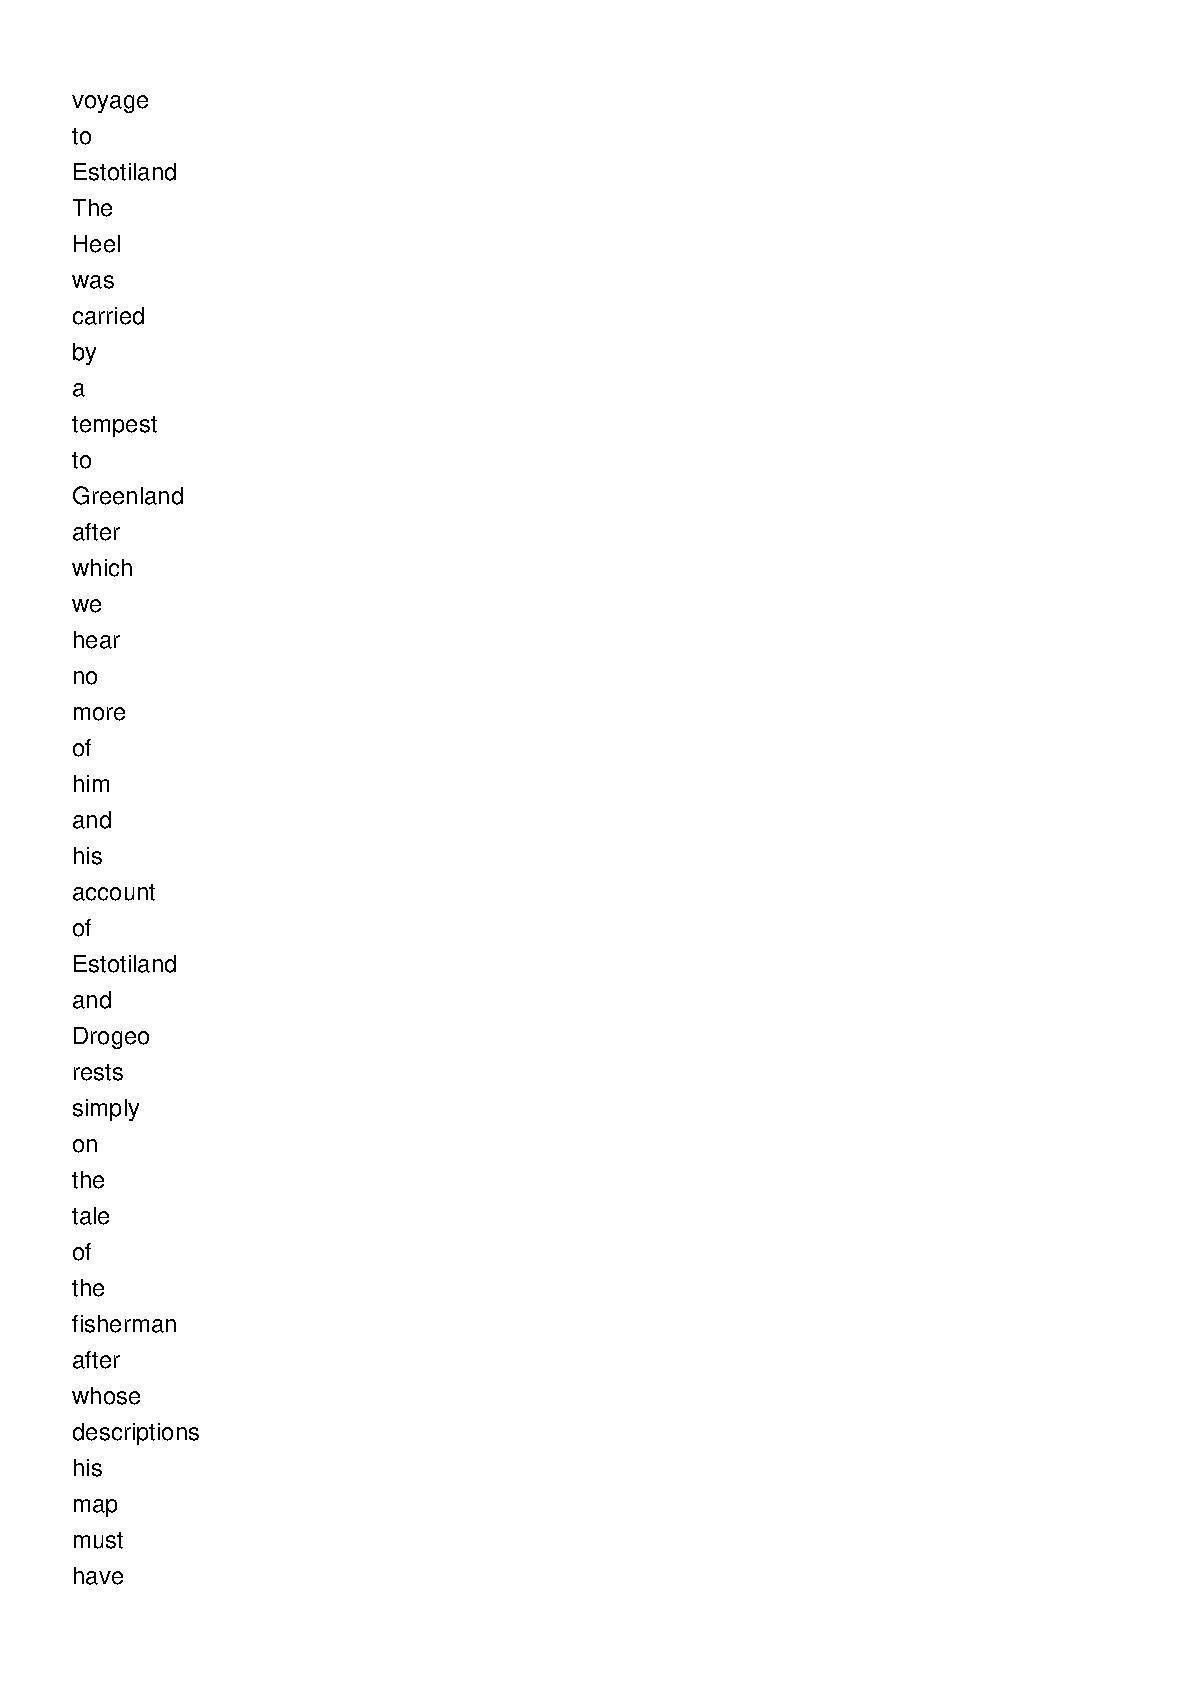 voyage
to
Estotiland
The
Heel
was
carried
by
a
tempest
to
Greenland
after
which
we
hear
no
more
of
him
and
his
account
of
Estotiland
and
Drogeo
rests
simply
on
the
tale
of
the
fisherman
after
whose
descriptions
his
map
must
have